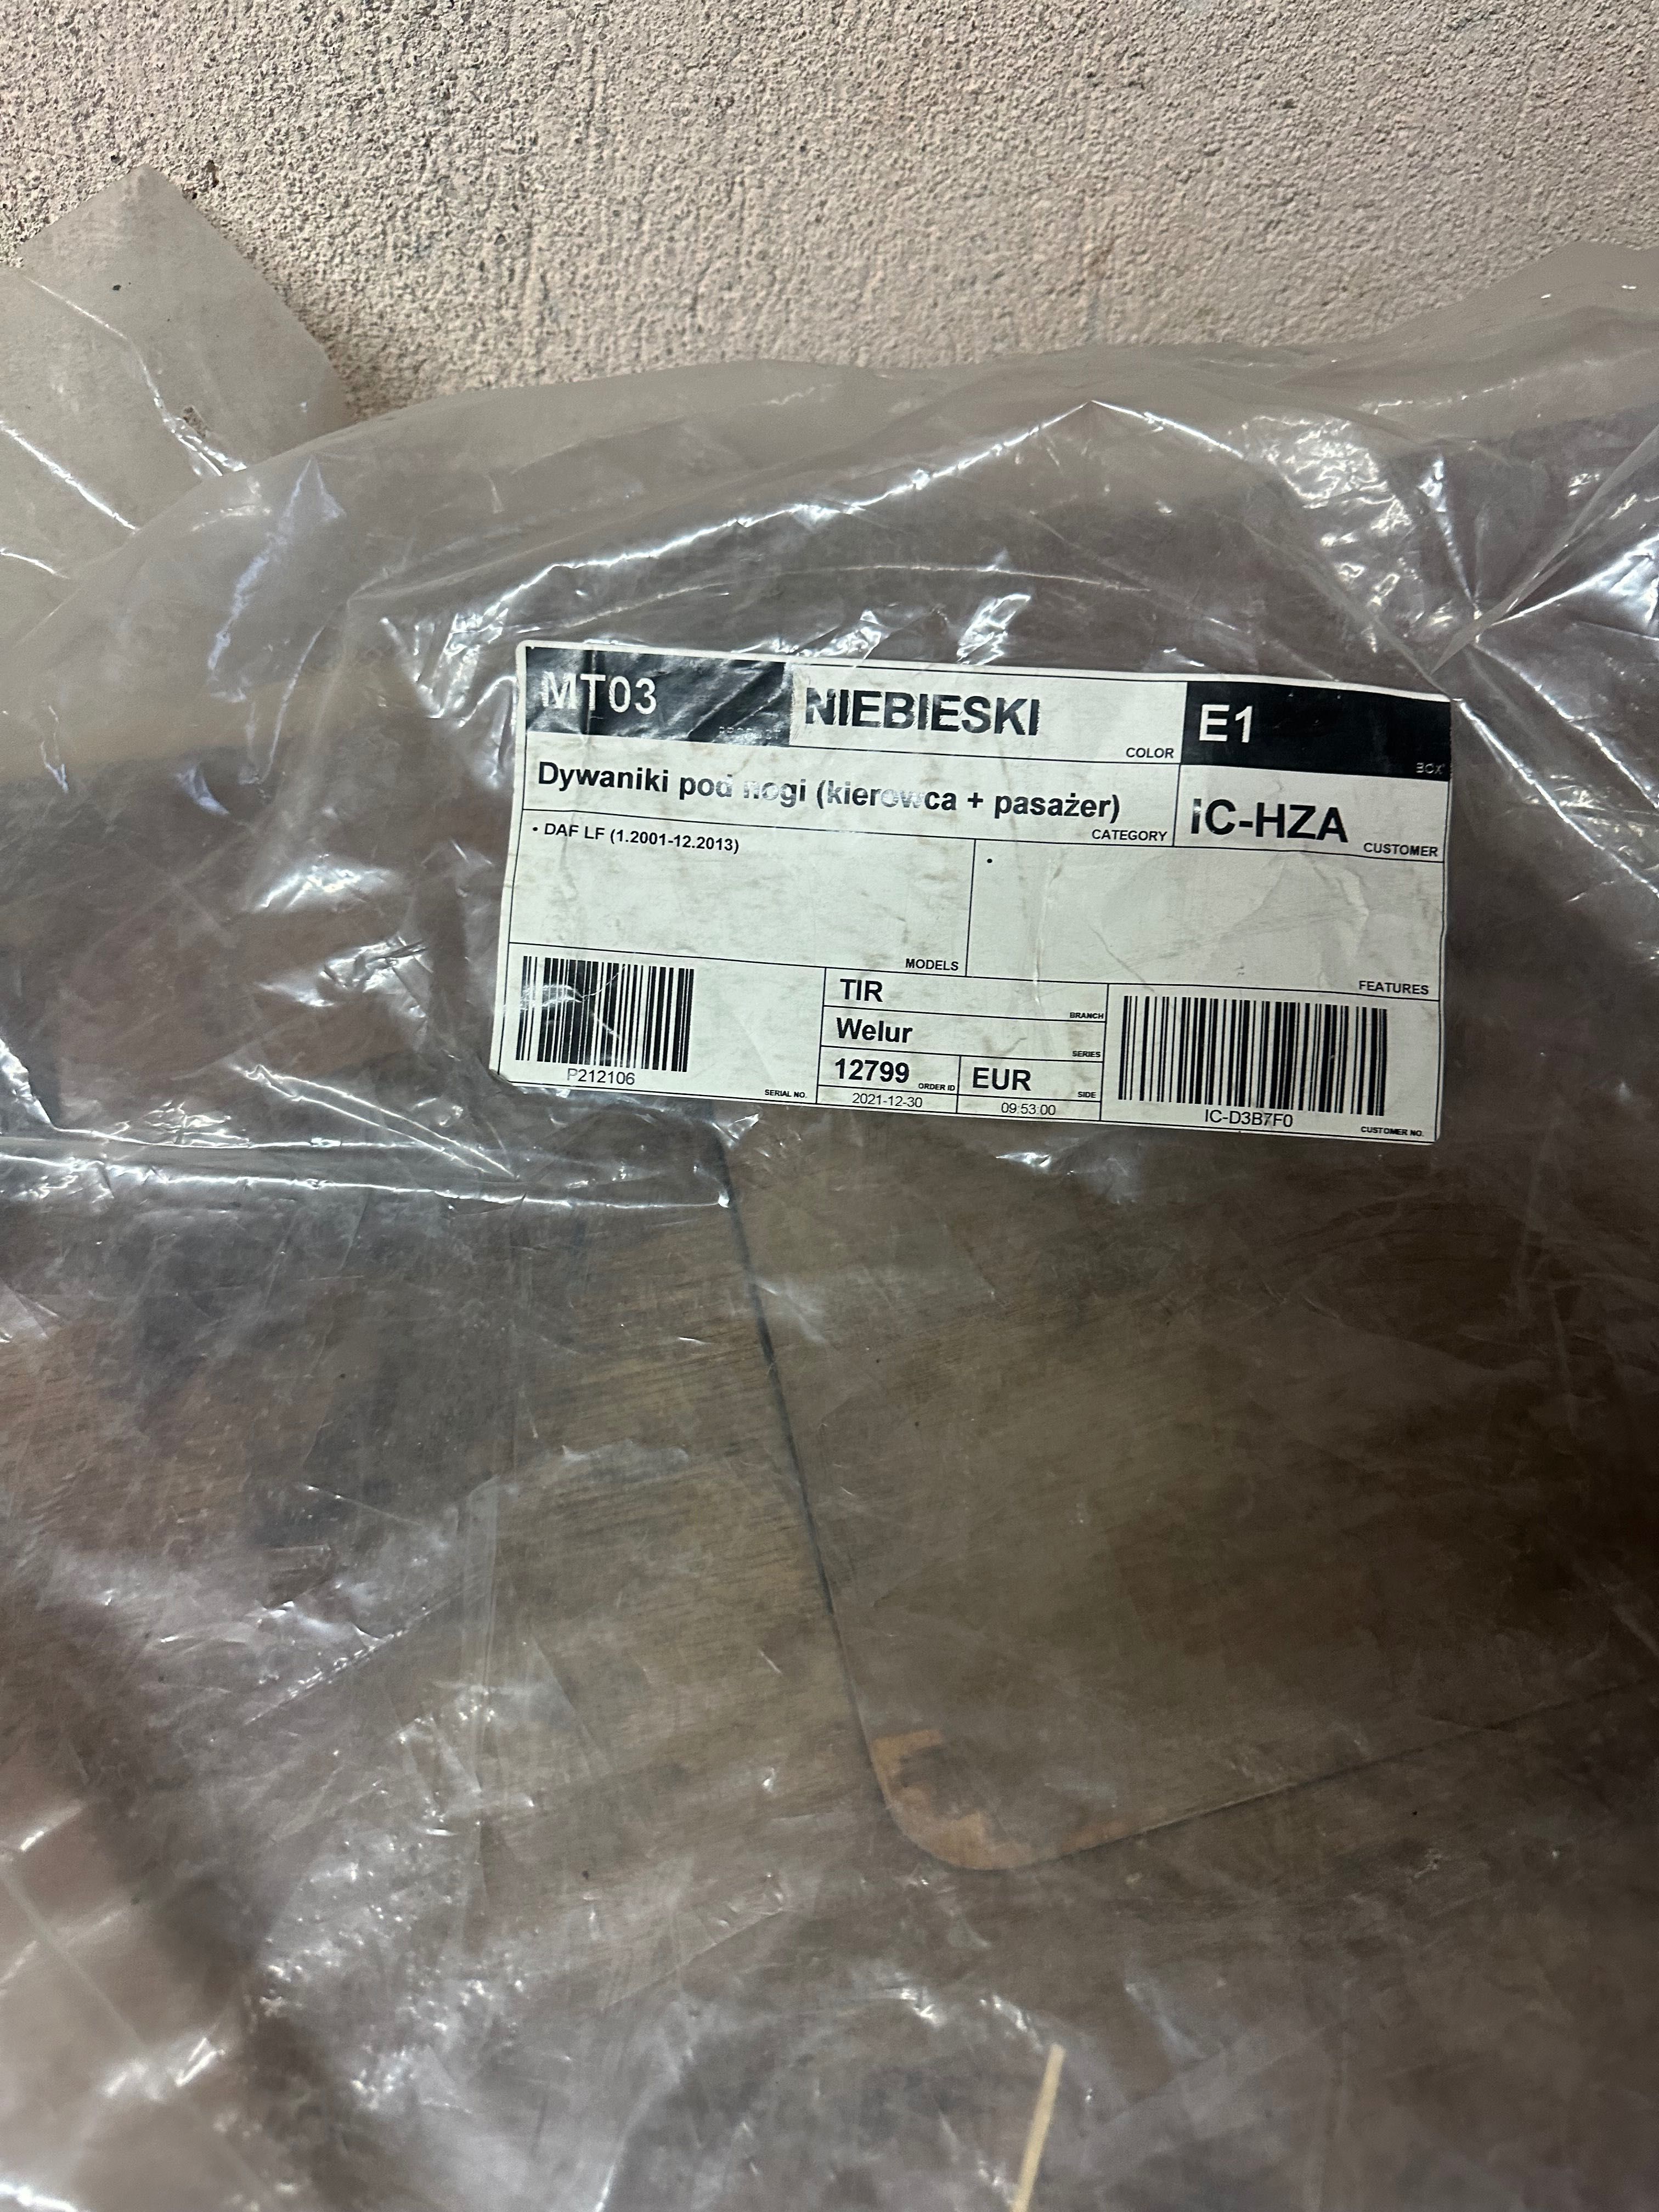 MT03
PRODUCT
NIEBIESKI
COLOR
E1
BOX
Dywaniki pod nogi (kierowca + pasażer)
CATEGORY
iC-HZA
CUSTOMER
• DAF LF (1.2001-12.2013)
MODELS
•
FEATURES
P212106
SERIAL NO.
TIR
BRANCH
Welur
SERIES
12799
ORDER ID
EUR
SIDE
2021-12-30
09:53:00
IC-D3B7F0
CUSTOMER NO.